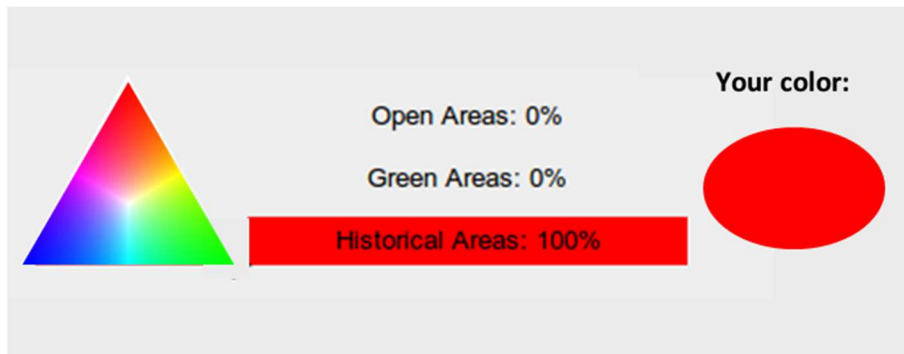 Your color:
Open Areas: 0%
Green Areas: 0%
Historical Areas: 100%